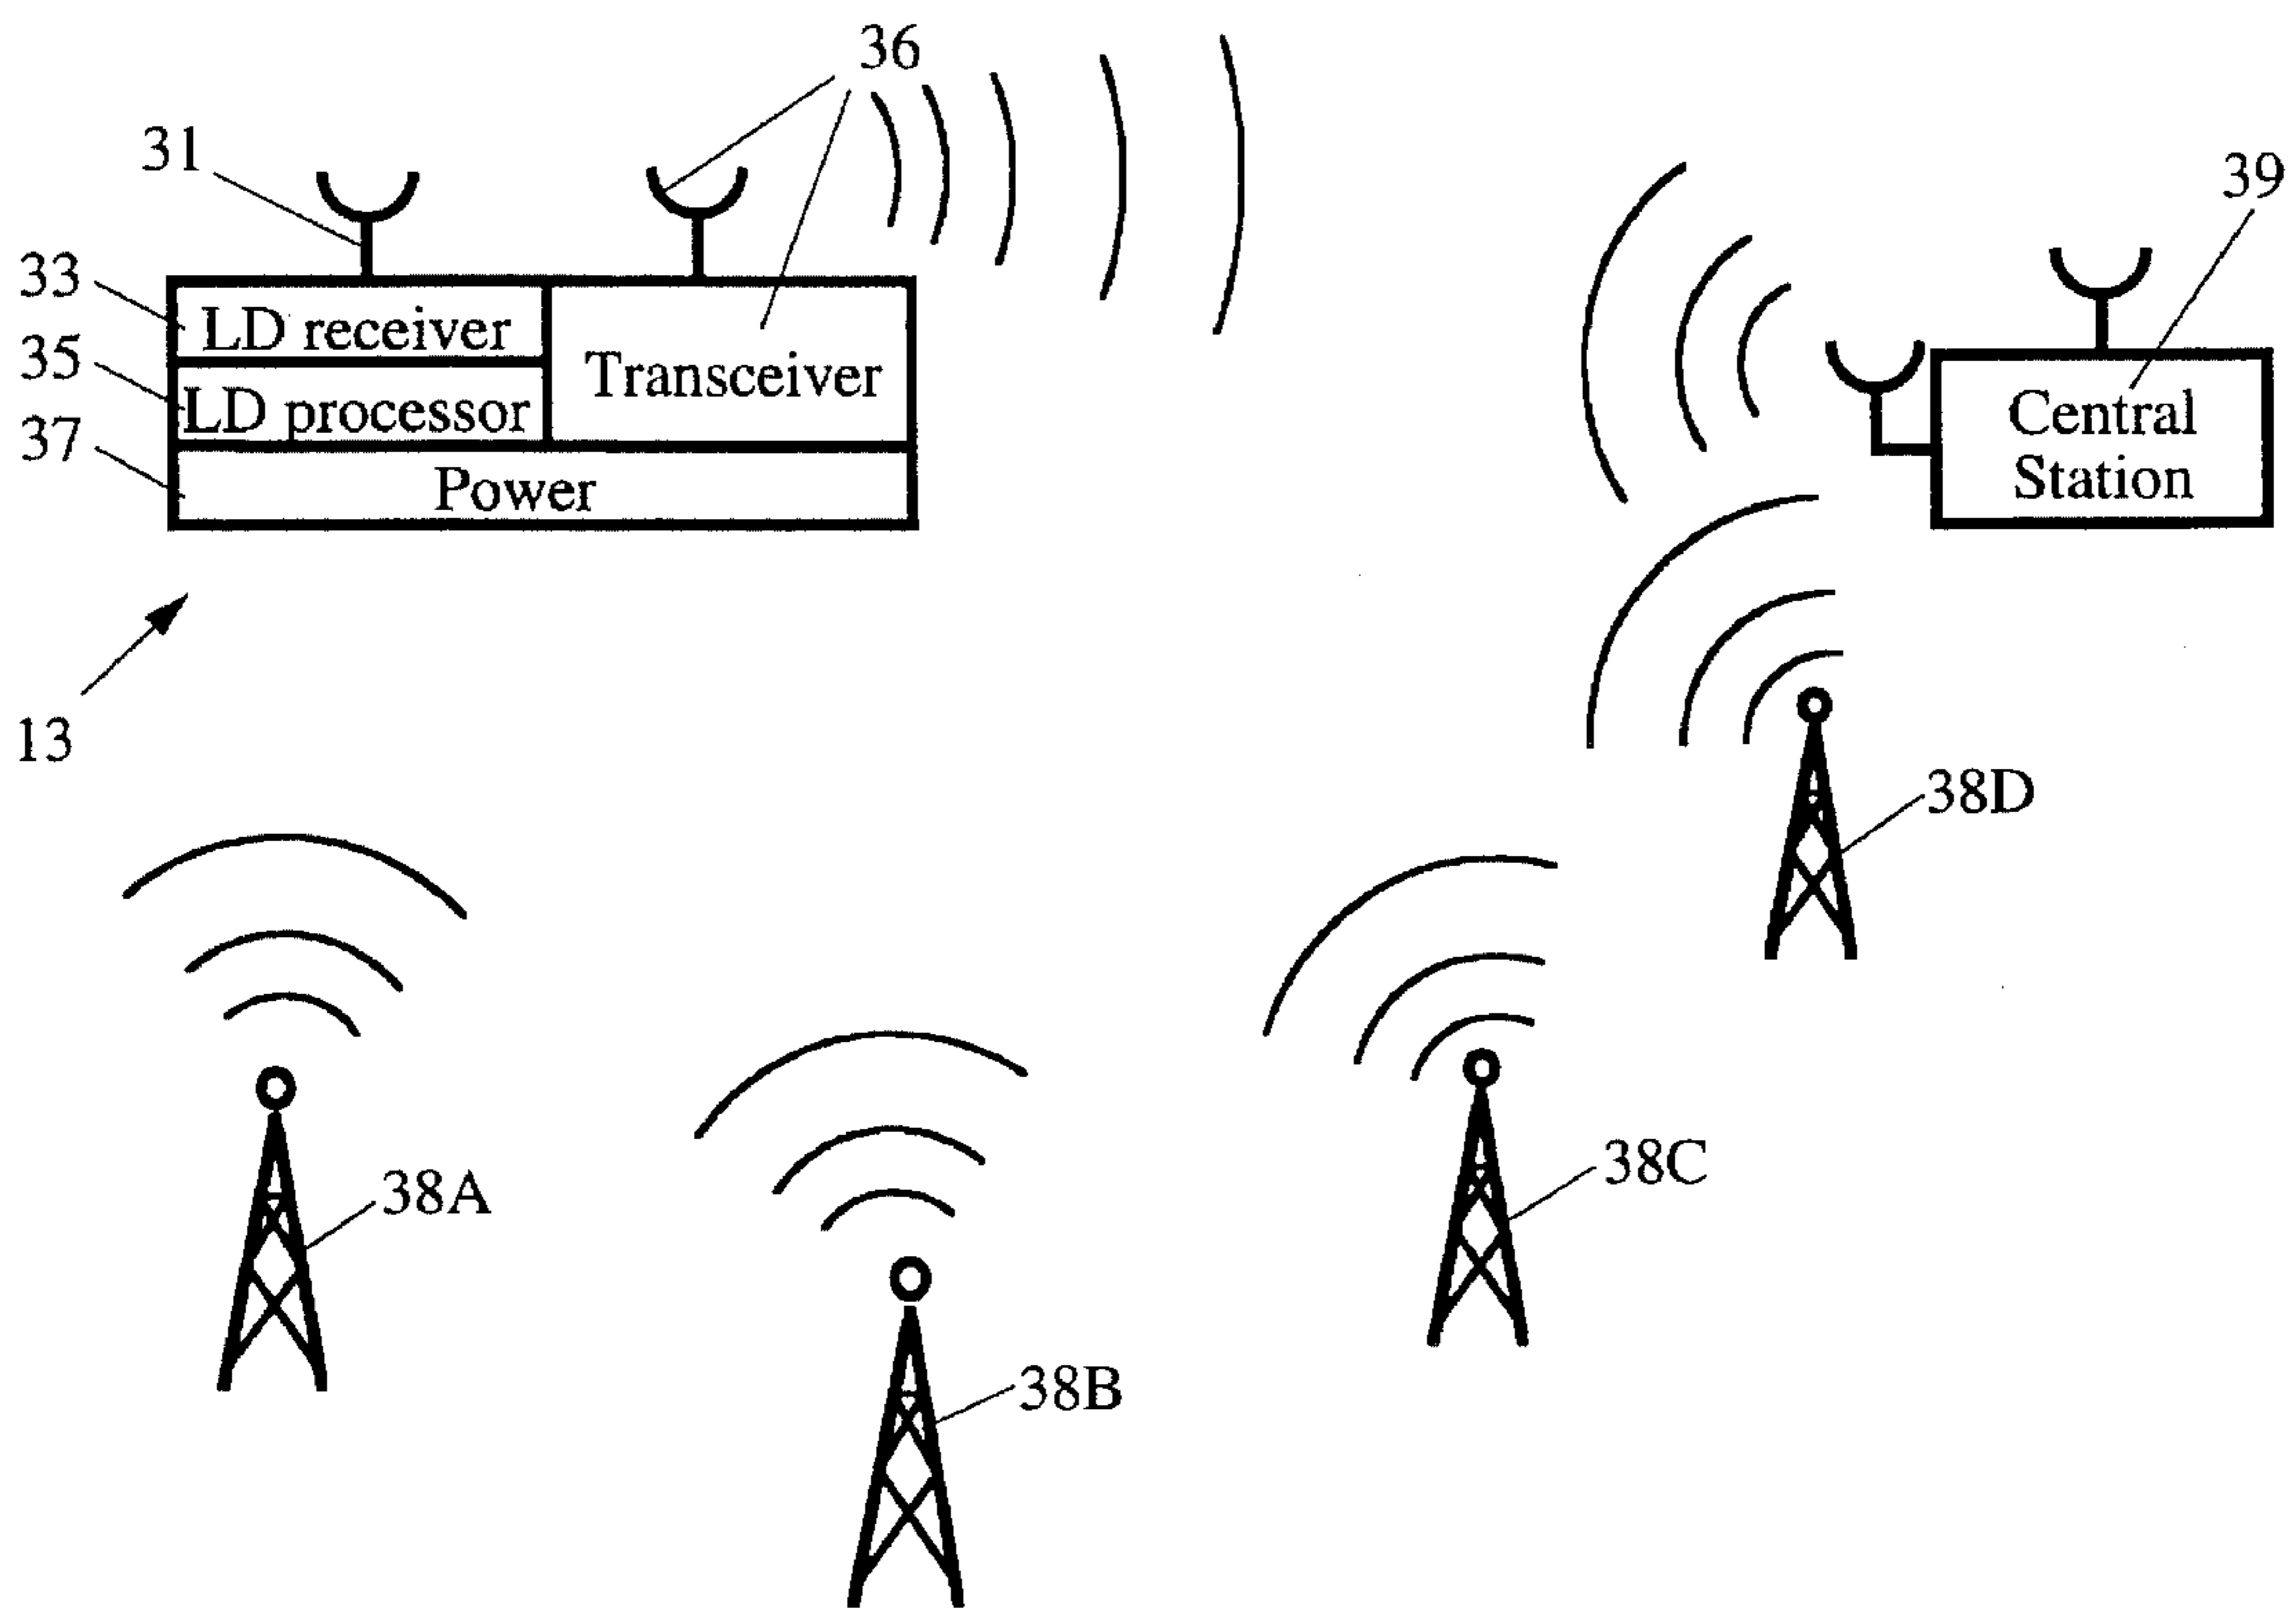 36
31
39
33
LD receiver
35
LD processor
Transceiver
37
Power
Central
Station
13
38D
38A
38C
38B